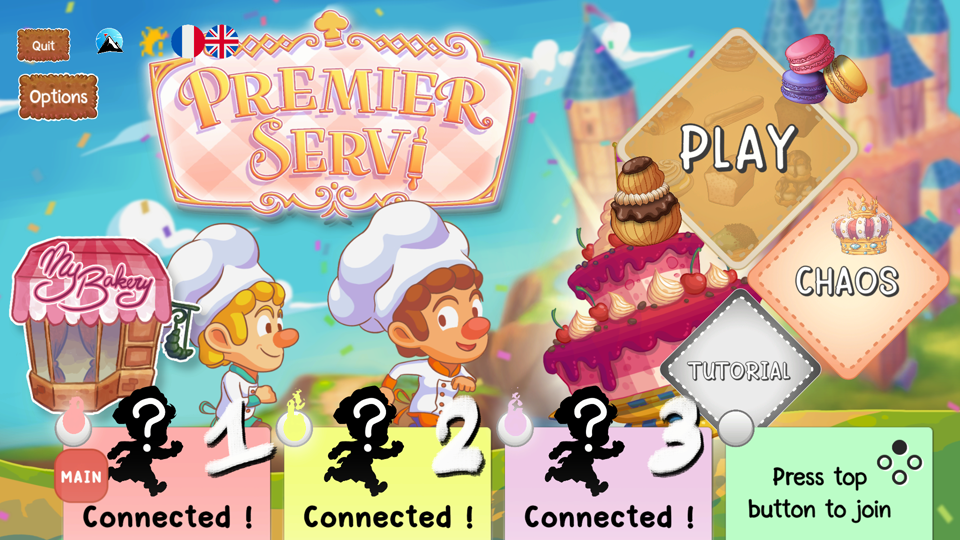 Quit
Options
PREMIER
SERVi
PLAY
My Bakery
CHAOS
TUTORIAL
? 1
? 2
? 3
MAIN
Connected !
Connected !
Connected !
Press top
button to join